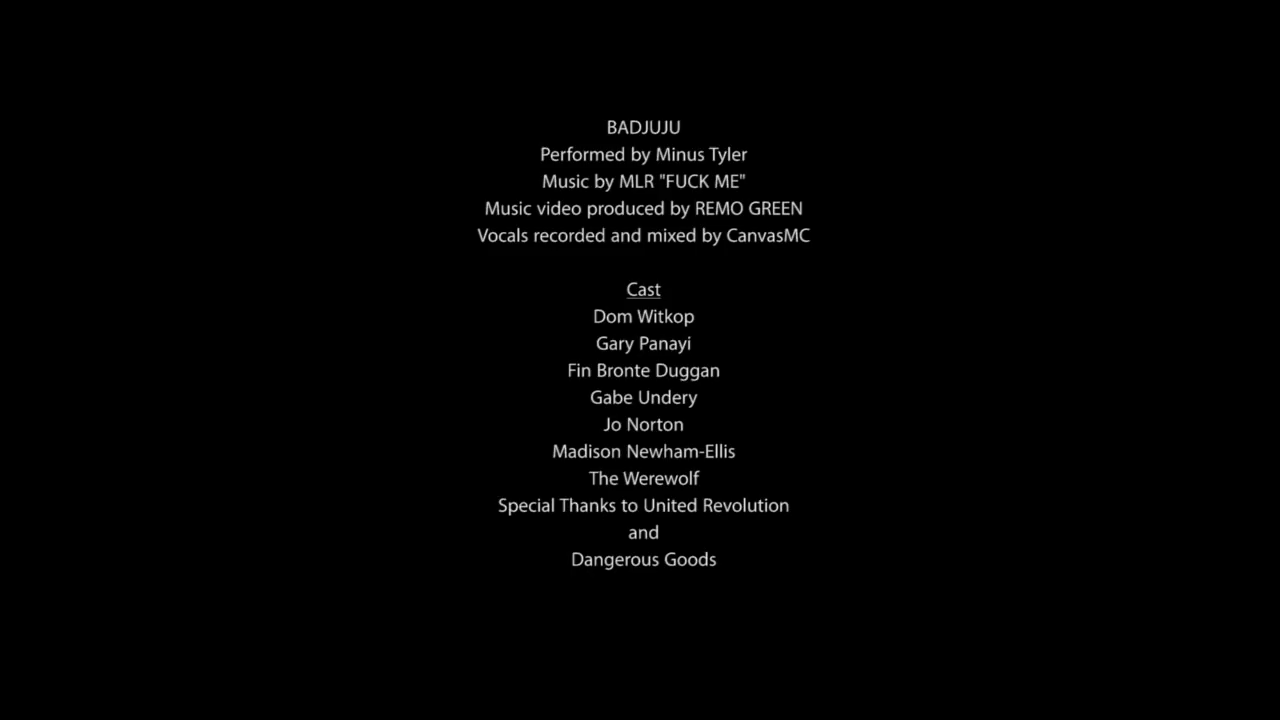 BADJUJU
Performed by Minus Tyler
Music by MLR "FUCK ME"
Music video produced by REMO GREEN
Vocals recorded and mixed by CanvasMC
Cast
Dom Witkop
Gary Panayi
Fin Bronte Duggan
Gabe Undery
Jo Norton
Madison Newham-Ellis
The Werewolf
Special Thanks to United Revolution
and
Dangerous Goods